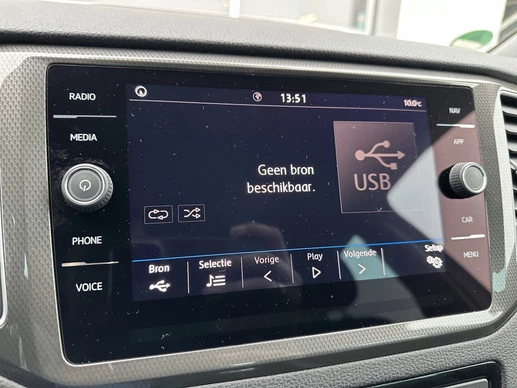 RADIO
MEDIA
PHONE
VOICE
13:51
10.0°C
Geen bron
beschikbaar.
USB
Bron
Selectie
Vorige
Play
Volgende
Setup
NAV
APP
CAR
MENU